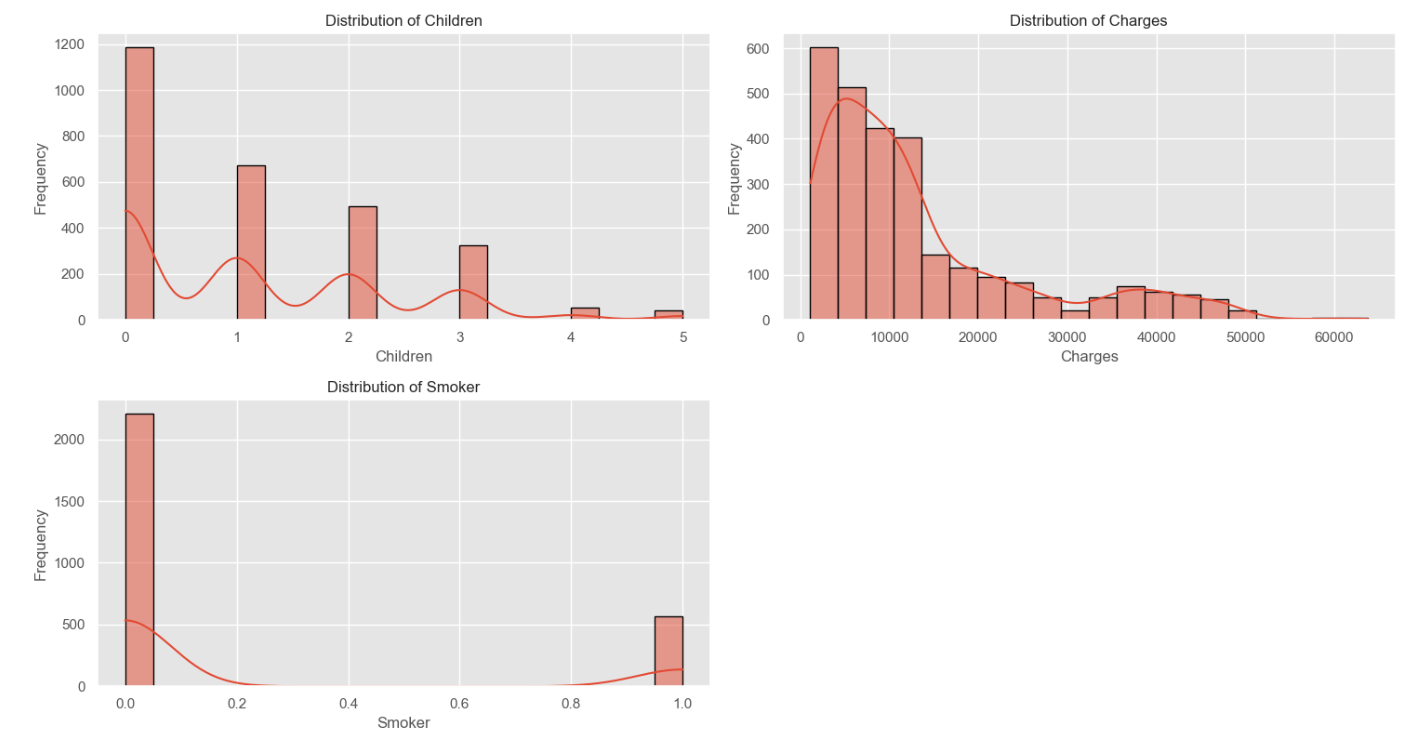 Distribution of Children
Frequency
1200
1000
800
600
400
200
0
0 1 2 3 4 5
Children
Distribution of Charges
Frequency
600
500
400
300
200
100
0
0 10000 20000 30000 40000 50000 60000
Charges
Distribution of Smoker
Frequency
2000
1500
1000
500
0
0.0 0.2 0.4 0.6 0.8 1.0
Smoker